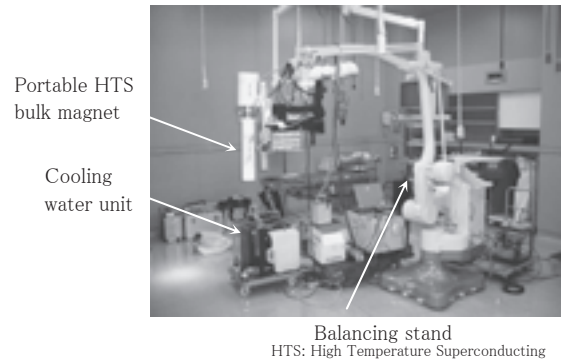 Portable HTS
bulk magnet
Cooling
water unit
Balancing stand
HTS: High Temperature Superconducting